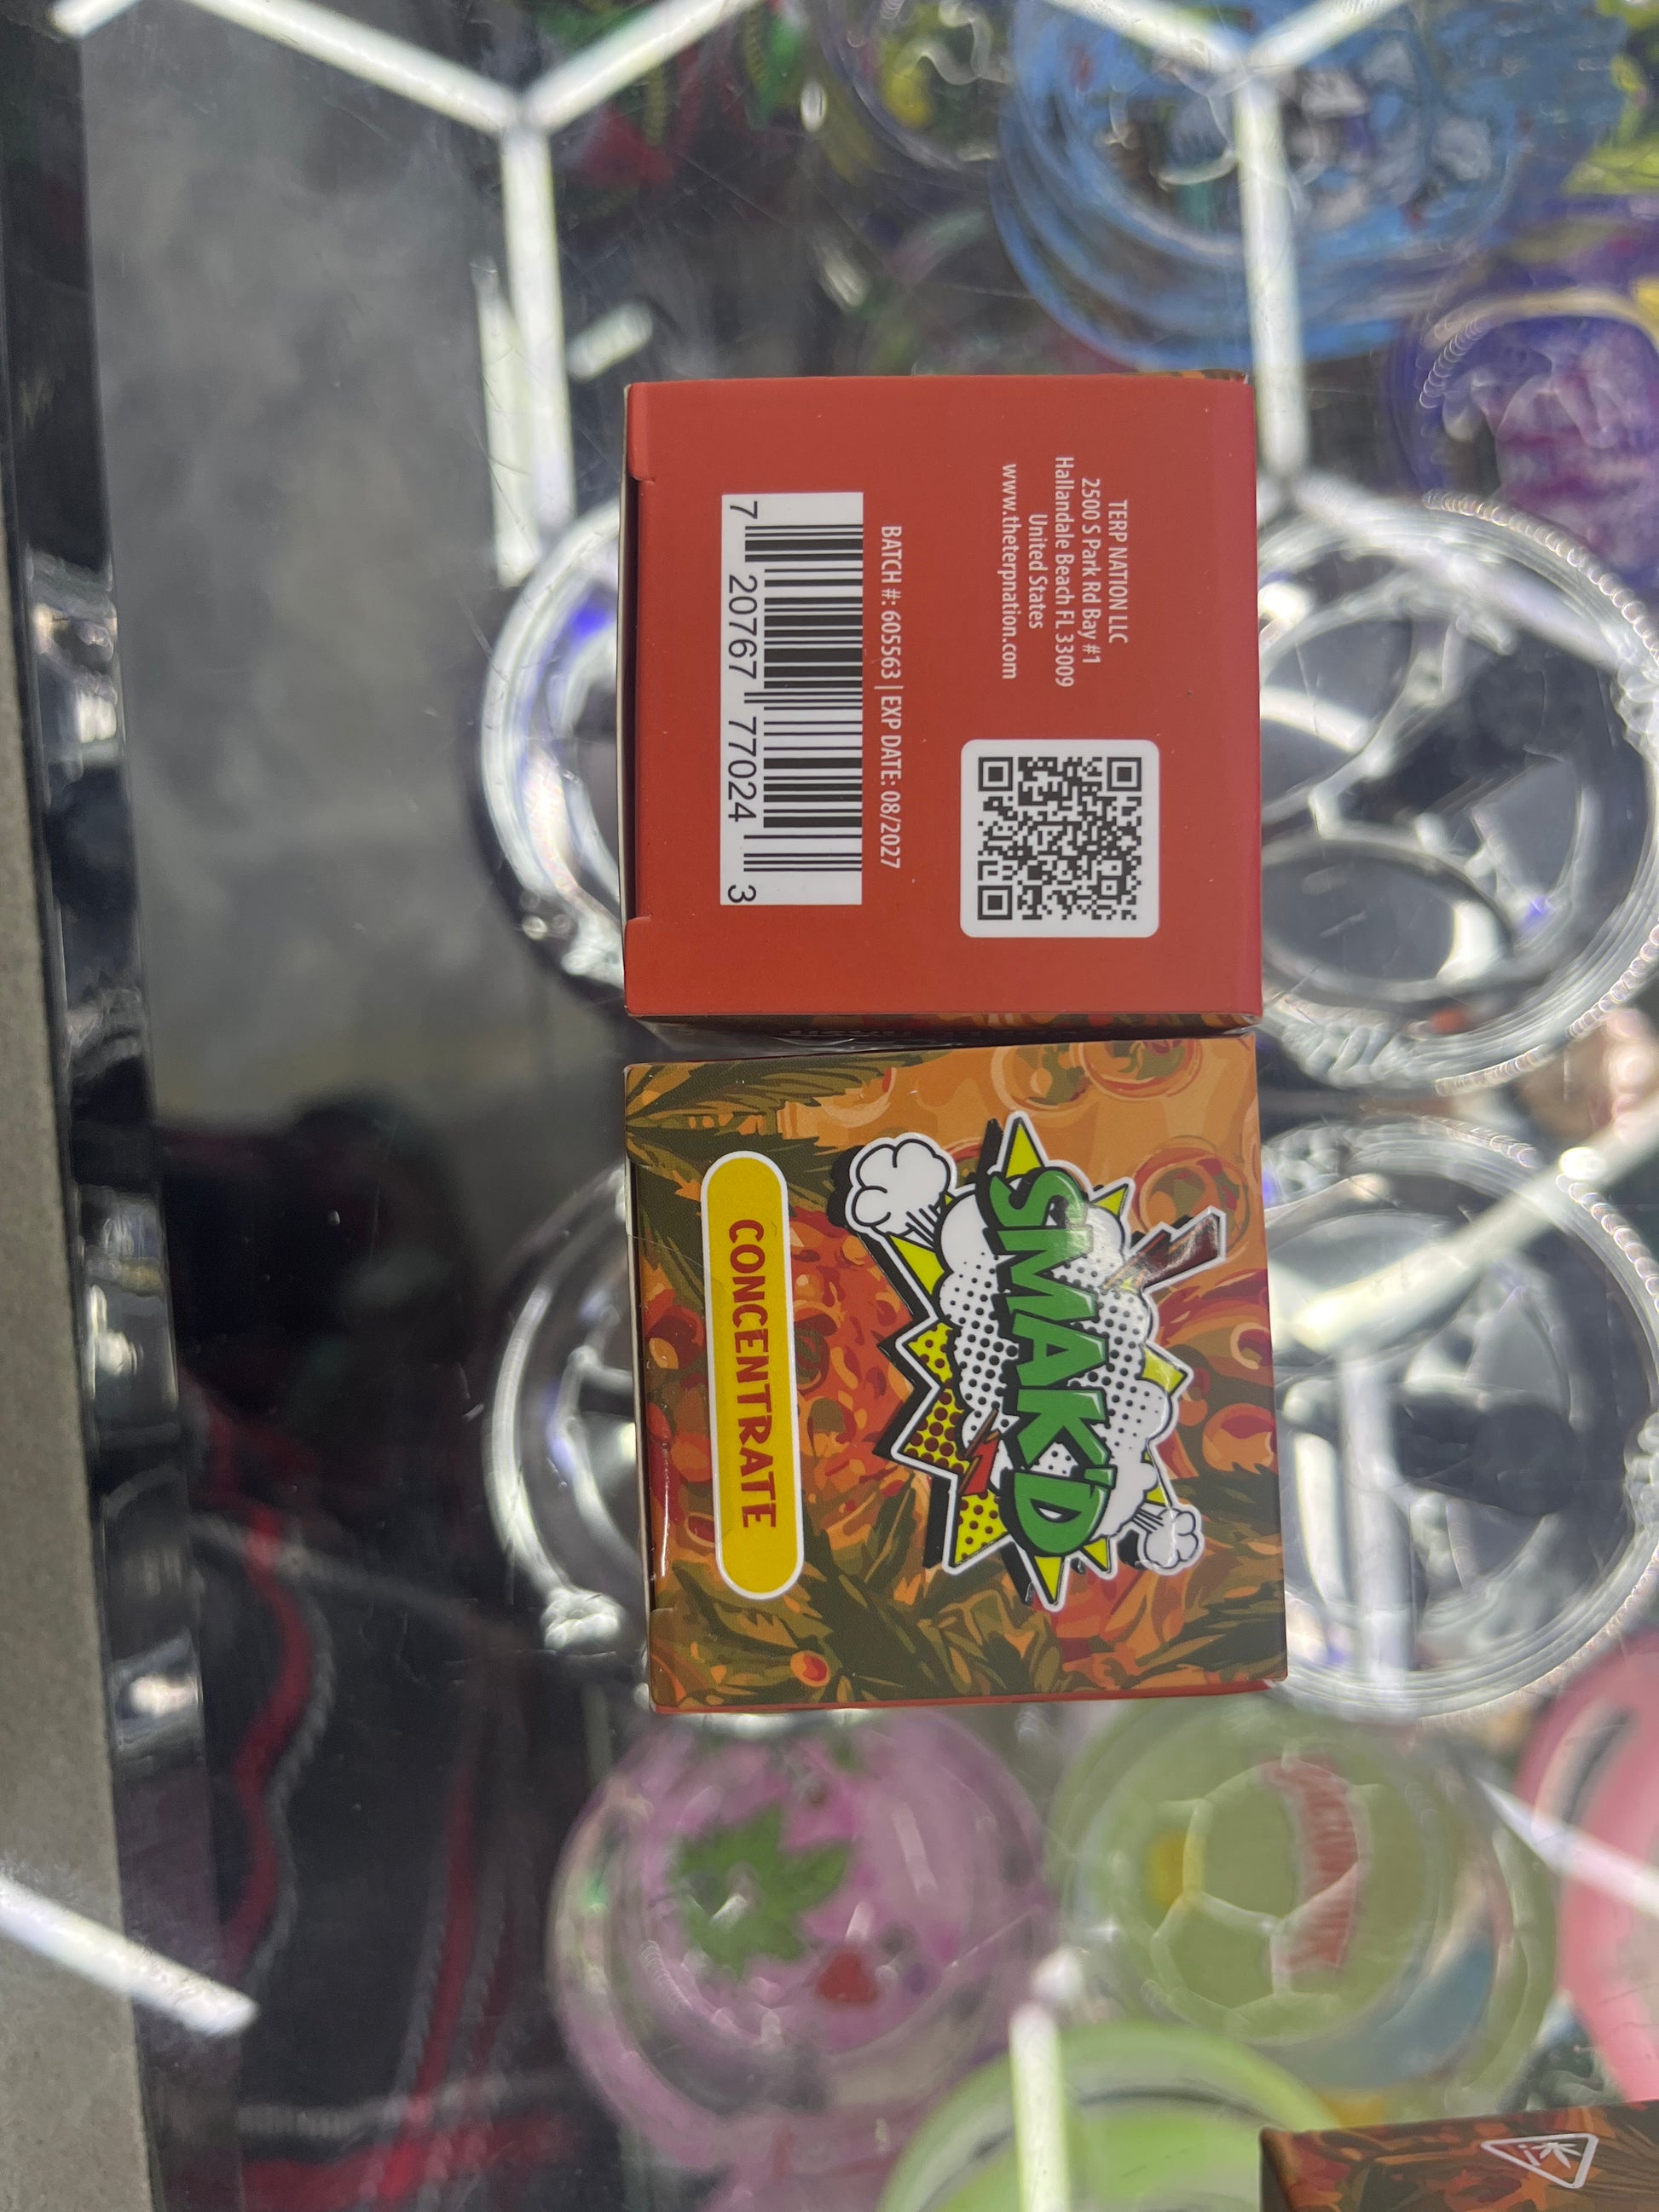 TERP NATION LLC
2500 S Park Rd Bay #1
Hallandale Beach FL 33009
United States
www.theterpnation.com
BATCH #: 605563 | EXP DATE: 08/2027
7 20767 77024 3
SMAK'D
CONCENTRATE